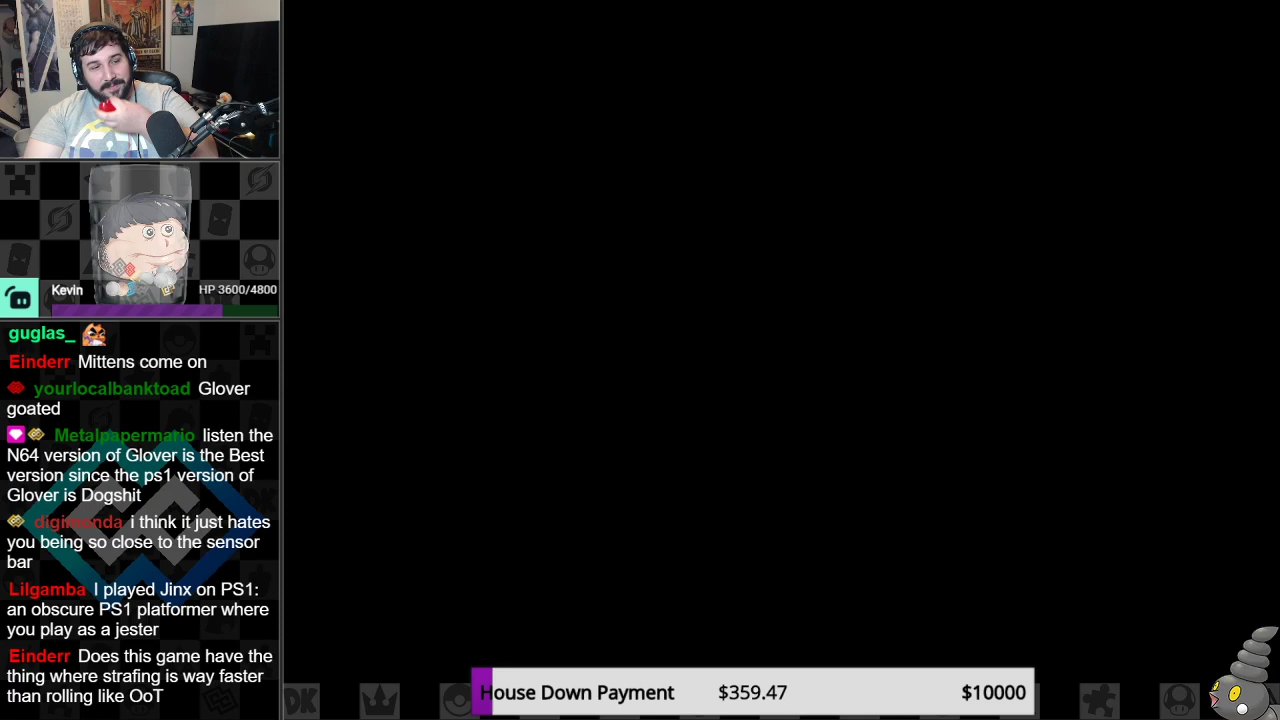 Kevin HP 3600/4800
guglas_
Einderr Mittens come on
yourlocalbanktoad Glover
goated
Metalpapermario listen the
N64 version of Glover is the Best
version since the ps1 version of
Glover is Dogshit
digimonda i think it just hates
you being so close to the sensor
bar
Lilgamba I played Jinx on PS1:
an obscure PS1 platformer where
you play as a jester
Einderr Does this game have the
thing where strafing is way faster
than rolling like OoT
House Down Payment $359.47 $10000
DK